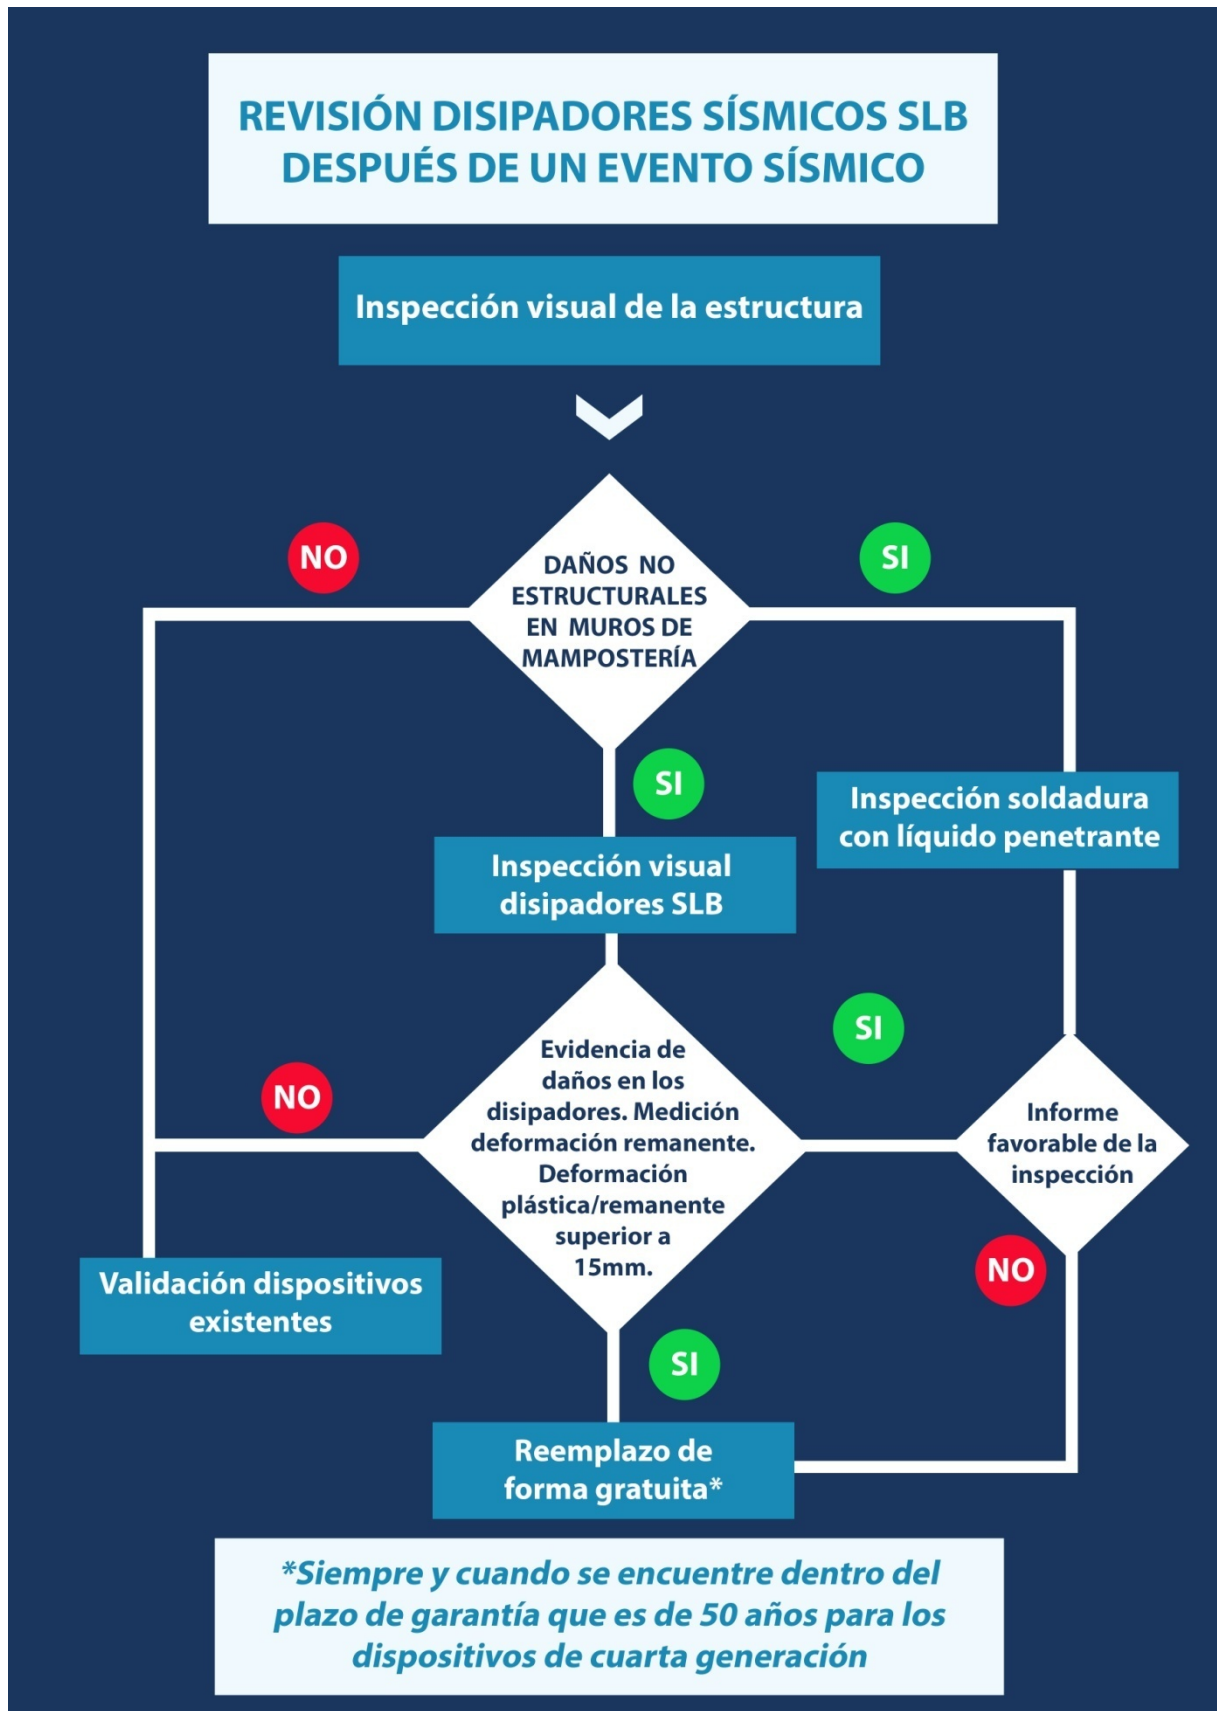 REVISIÓN DISIPADORES SÍSMICOS SLB
DESPUÉS DE UN EVENTO SÍSMICO
Inspección visual de la estructura
NO
SI
DAÑOS NO
ESTRUCTURALES
EN MUROS DE
MAMPOSTERÍA
SI
Inspección soldadura
con líquido penetrante
Inspección visual
disipadores SLB
SI
NO
Evidencia de
daños en los
disipadores. Medición
deformación remanente.
Deformación
plástica/remanente
superior a
15mm.
Informe
favorable de la
inspección
NO
Validación dispositivos
existentes
SI
Reemplazo de
forma gratuita*
*Siempre y cuando se encuentre dentro del
plazo de garantía que es de 50 años para los
dispositivos de cuarta generación